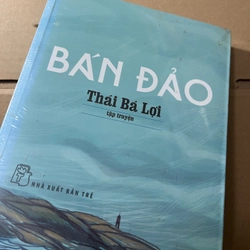 BÁN ĐẢO
Thái Bá Lợi
tập truyện
NHÀ XUẤT BẢN TRẺ